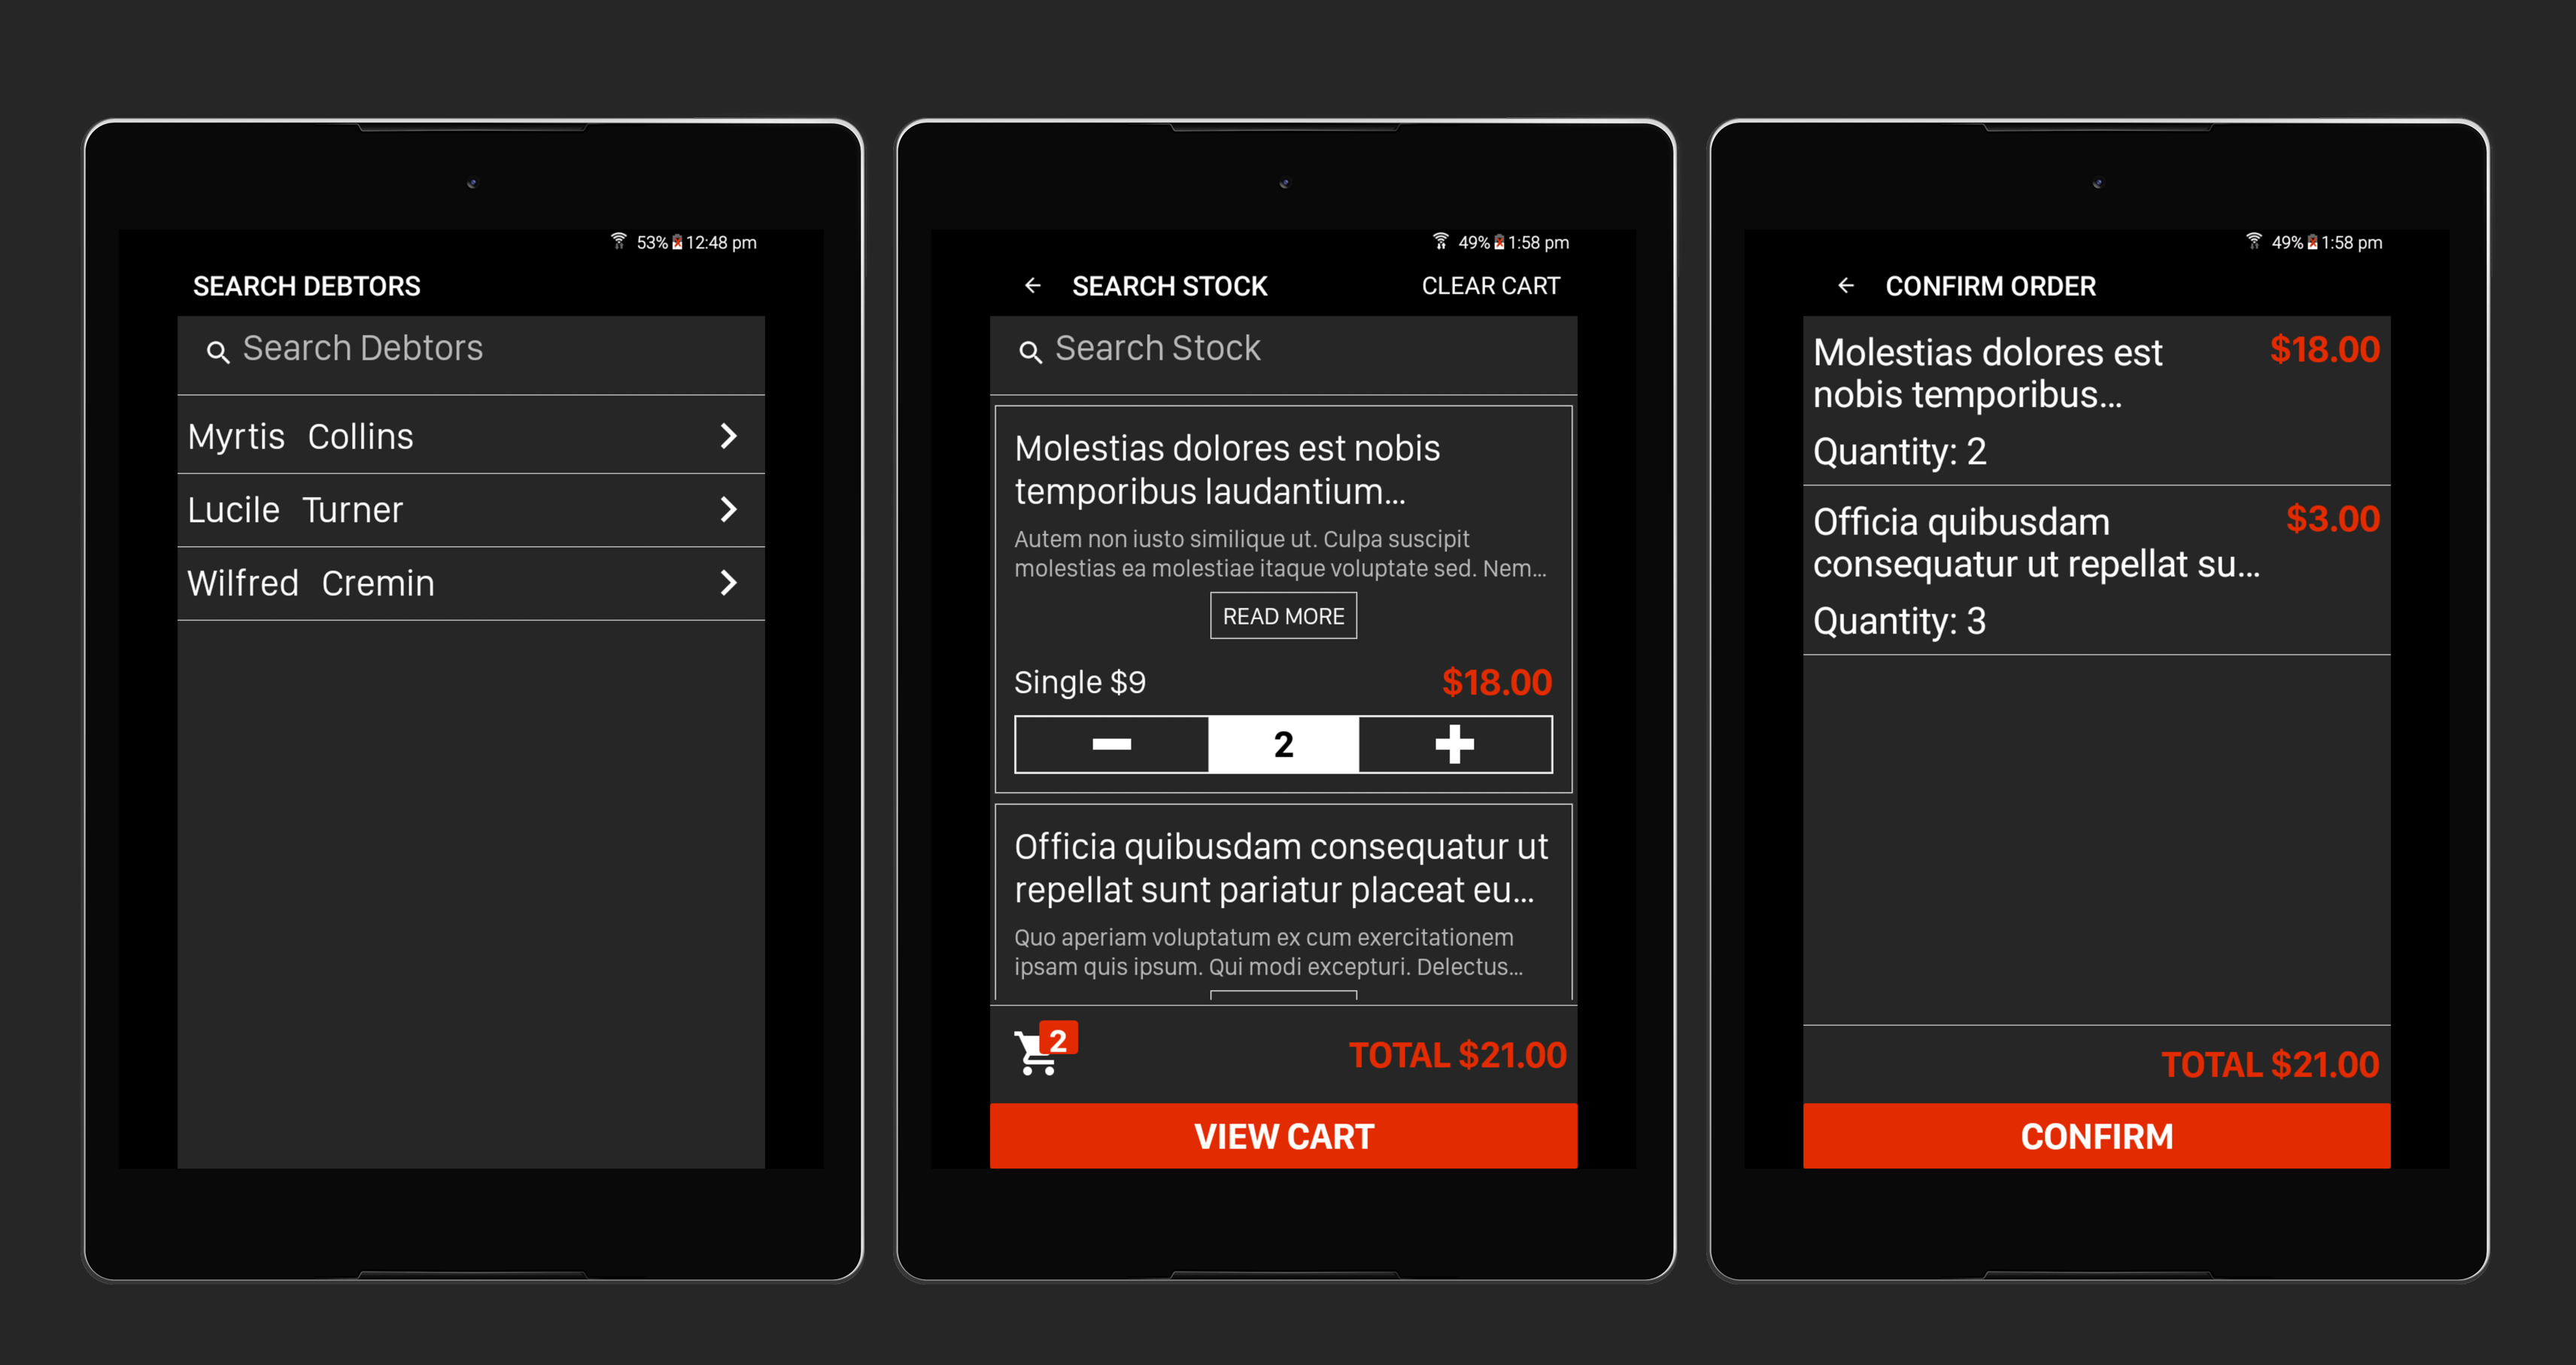 53% 12:48 pm
SEARCH DEBTORS
Search Debtors
Myrtis Collins
Lucile Turner
Wilfred Cremin
49% 1:58 pm
SEARCH STOCK CLEAR CART
Search Stock
Molestias dolores est nobis
temporibus laudantium...
Autem non iusto similique ut. Culpa suscipit
molestias ea molestiae itaque voluptate sed. Nem...
READ MORE
Single $9 $18.00
2
Officia quibusdam consequatur ut
repellat sunt pariatur placeat eu...
Quo aperiam voluptatum ex cum exercitationem
ipsam quis ipsum. Qui modi excepturi. Delectus...
2 TOTAL $21.00
VIEW CART
49% 1:58 pm
CONFIRM ORDER
Molestias dolores est $18.00
nobis temporibus...
Quantity: 2
Officia quibusdam $3.00
consequatur ut repellat su...
Quantity: 3
TOTAL $21.00
CONFIRM